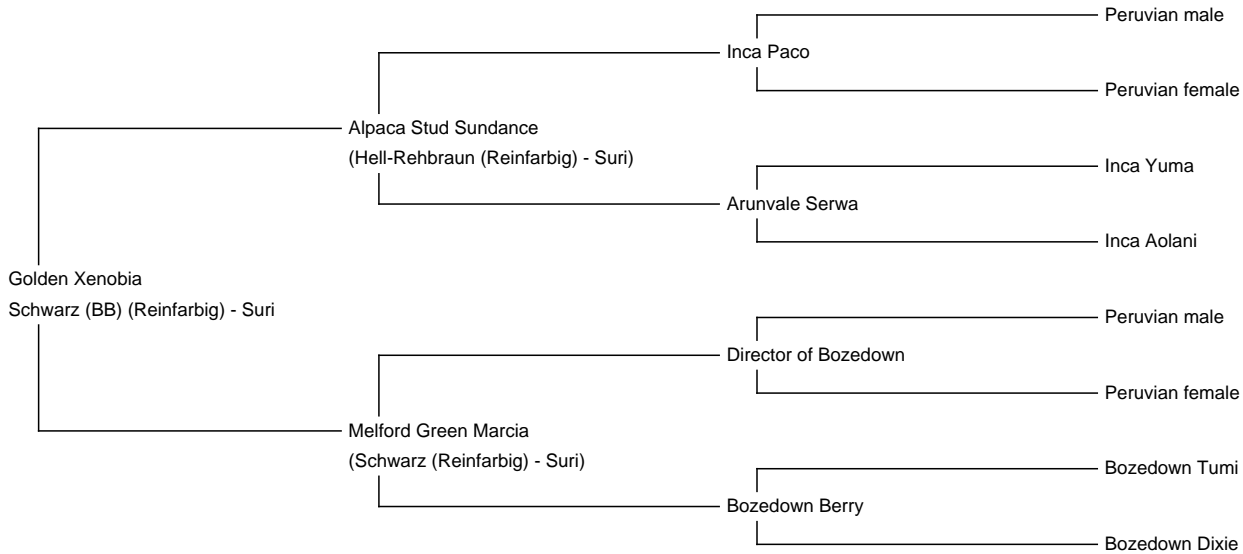 Peruvian male
Inca Paco
Peruvian female
Alpaca Stud Sundance
(Hell-Rehbraun (Reinfarbig) - Suri)
Inca Yuma
Arunvale Serwa
Inca Aolani
Golden Xenobia
Schwarz (BB) (Reinfarbig) - Suri
Peruvian male
Director of Bozedown
Peruvian female
Melford Green Marcia
(Schwarz (Reinfarbig) - Suri)
Bozedown Tumi
Bozedown Berry
Bozedown Dixie